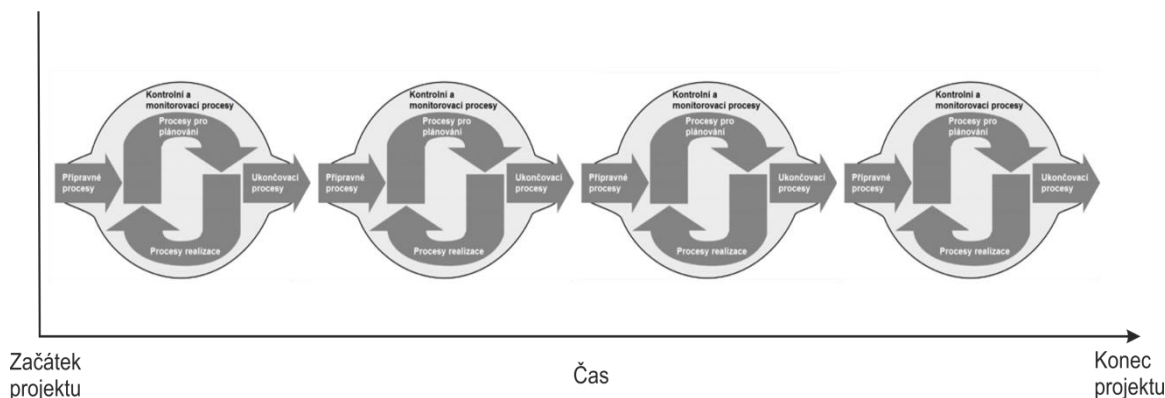 Kontrolní a
monitorovací procesy
Procesy pro
plánování
Přípravné
procesy
Ukončovací
procesy
Procesy realizace
Kontrolní a
monitorovací procesy
Procesy pro
plánování
Přípravné
procesy
Ukončovací
procesy
Procesy realizace
Kontrolní a
monitorovací procesy
Procesy pro
plánování
Přípravné
procesy
Ukončovací
procesy
Procesy realizace
Kontrolní a
monitorovací procesy
Procesy pro
plánování
Přípravné
procesy
Ukončovací
procesy
Procesy realizace
Začátek
projektu
Čas
Konec
projektu